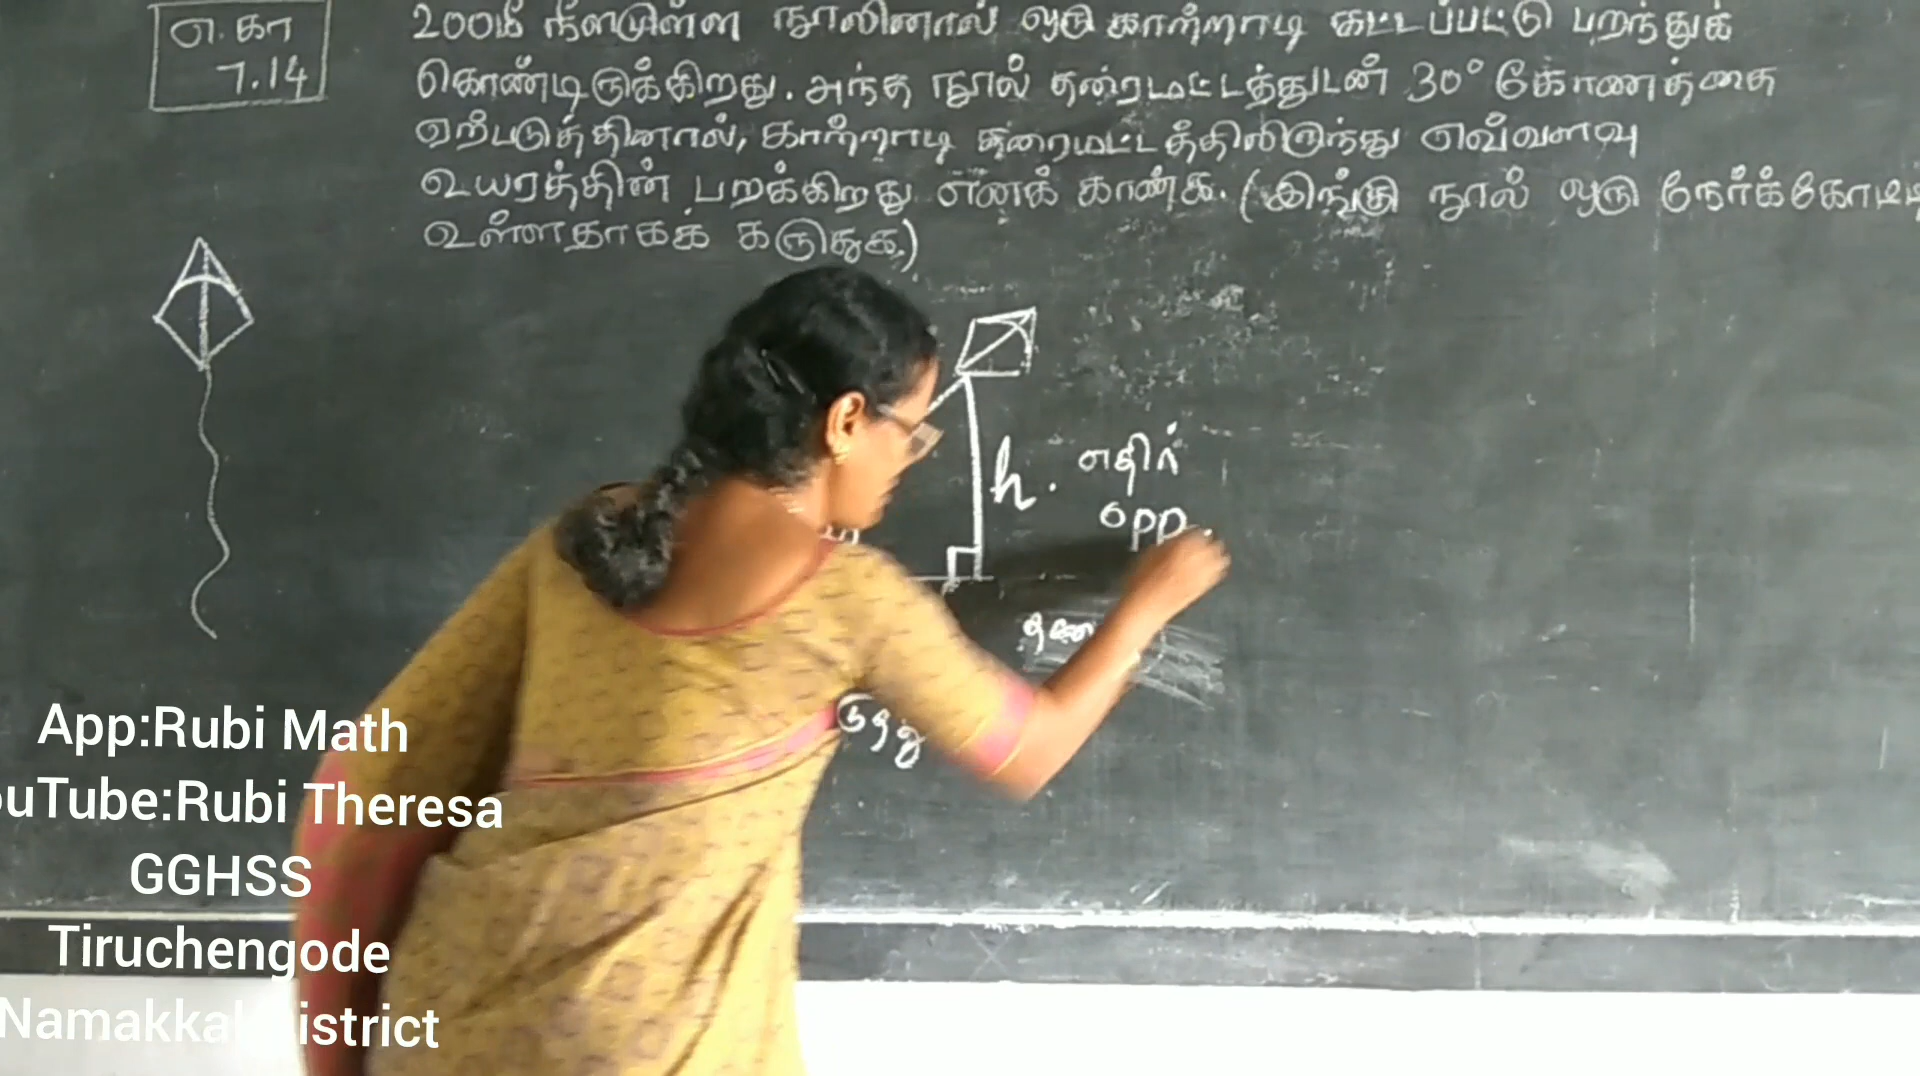 எ.கா
7.14
200மீ நீளமுள்ள நூலினால் ஒரு காற்றாடி கட்டப்பட்டு பறந்துக்
கொண்டிருக்கிறது. அந்த நூல் தரைமட்டத்துடன் 30° கோணத்தை
ஏற்படுத்தினால், காற்றாடி தரைமட்டத்திலிருந்து எவ்வளவு
உயரத்தின் பறக்கிறது எனக் காண்க. (இங்கு நூல் ஒரு நேர்க்கோட்டி
உள்ளதாகக் கருதுக.)
h. எதிர்
opp.
App:Rubi Math
ouTube:Rubi Theresa
GGHSS
Tiruchengode
Namakkal District